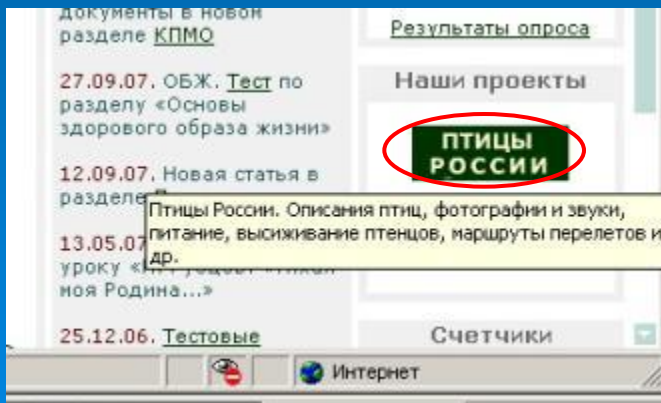 документы в новом
разделе КПМО
27.09.07. ОБЖ. Тест по
разделу «Основы
здорового образа жизни»
12.09.07. Новая статья в
разделе
13.05.07
уроку
моя Родина...»
25.12.06. Тестовые
Результаты опроса
Наши проекты
ПТИЦЫ
РОССИИ
Птицы России. Описания птиц, фотографии и звуки,
питание, высиживание птенцов, маршруты перелетов и
др.
Счетчики
Интернет